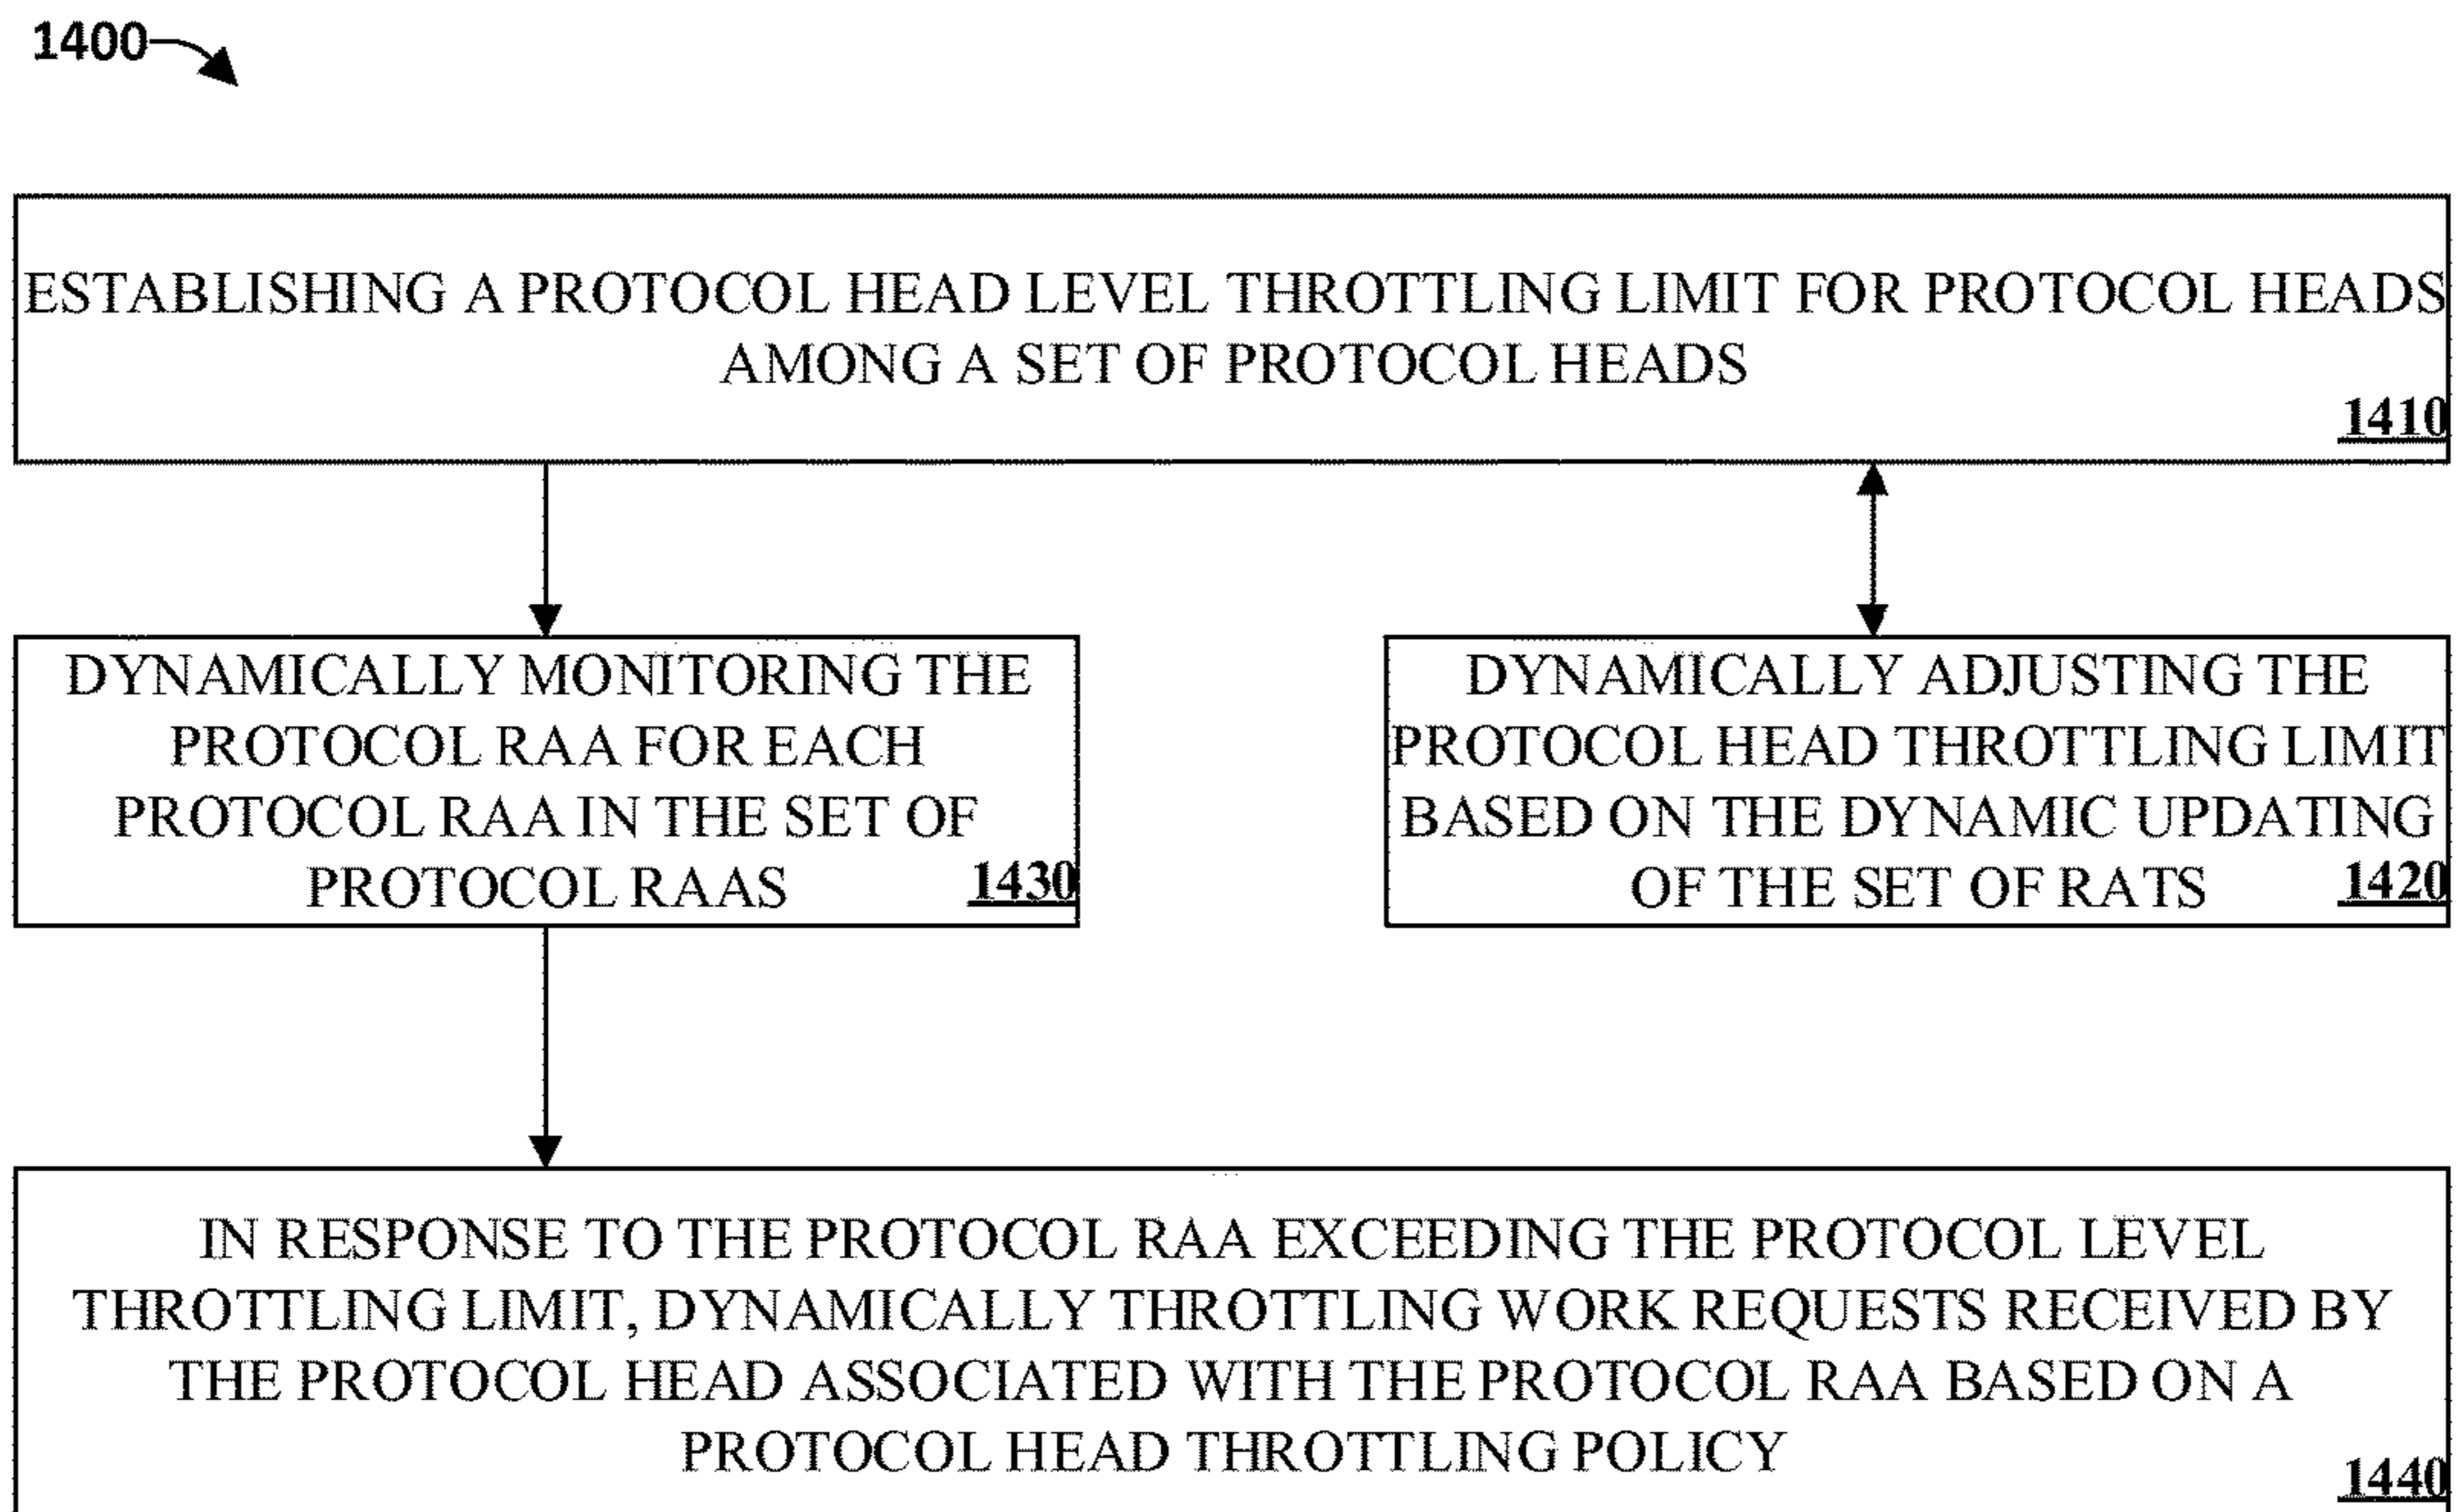 1400
ESTABLISHING A PROTOCOL HEAD LEVEL THROTTLING LIMIT FOR PROTOCOL HEADS
AMONG A SET OF PROTOCOL HEADS
1410
DYNAMICALLY MONITORING THE
PROTOCOL RAA FOR EACH
PROTOCOL RAA IN THE SET OF
PROTOCOL RAAS
1430
DYNAMICALLY ADJUSTING THE
PROTOCOL HEAD THROTTLING LIMIT
BASED ON THE DYNAMIC UPDATING
OF THE SET OF RATS
1420
IN RESPONSE TO THE PROTOCOL RAA EXCEEDING THE PROTOCOL LEVEL
THROTTLING LIMIT, DYNAMICALLY THROTTLING WORK REQUESTS RECEIVED BY
THE PROTOCOL HEAD ASSOCIATED WITH THE PROTOCOL RAA BASED ON A
PROTOCOL HEAD THROTTLING POLICY
1440